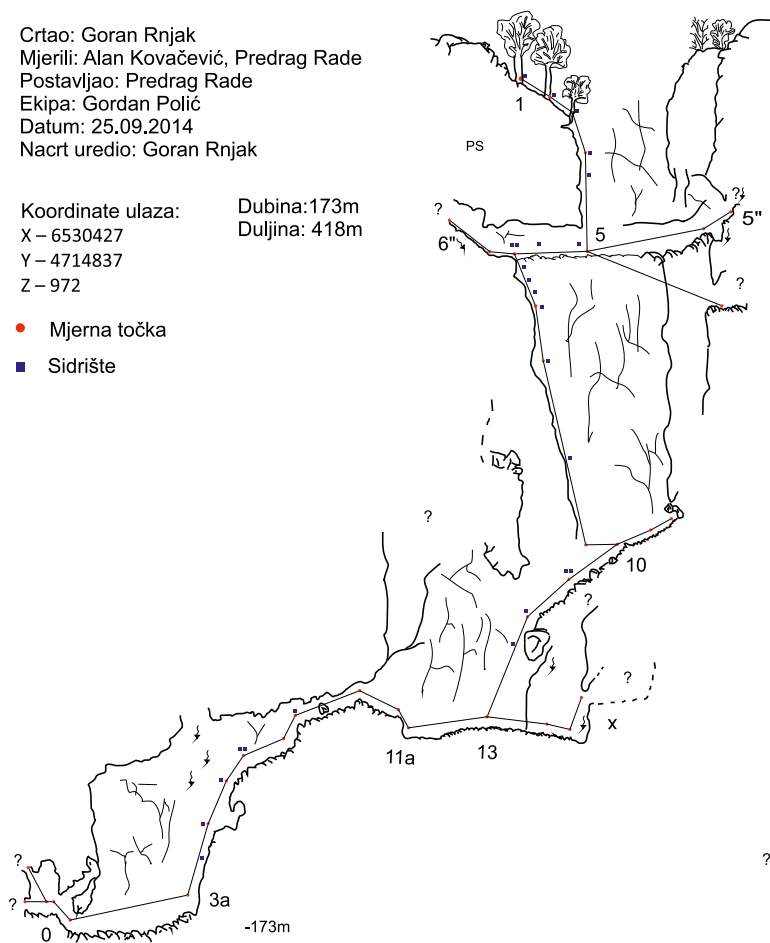 Crtao: Goran Rnjak
Mjerili: Alan Kovačević, Predrag Rade
Postavljao: Predrag Rade
Ekipa: Gordan Polić
Datum: 25.09.2014
Nacrt uredio: Goran Rnjak
Koordinate ulaza:
X – 6530427
Y – 4714837
Z – 972
Dubina:173m
Duljina: 418m
Mjerna točka
Sidrište
1
PS
?
?
6"
5
5"
?
?
10
?
?
x
11a
13
?
?
?
3a
0
-173m